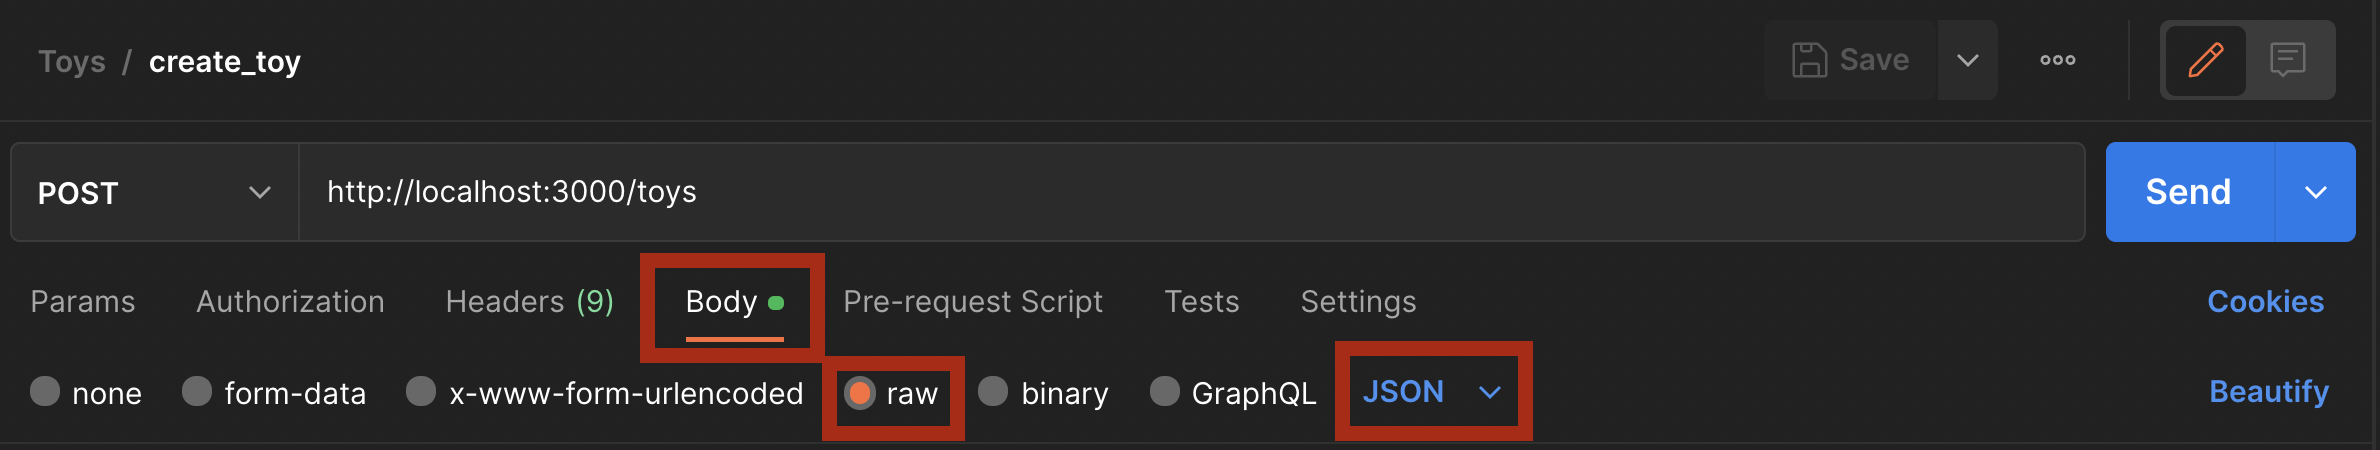 Toys / create_toy Save
POST http://localhost:3000/toys Send
Params Authorization Headers (9) Body Pre-request Script Tests Settings Cookies
none form-data x-www-form-urlencoded raw binary GraphQL JSON Beautify